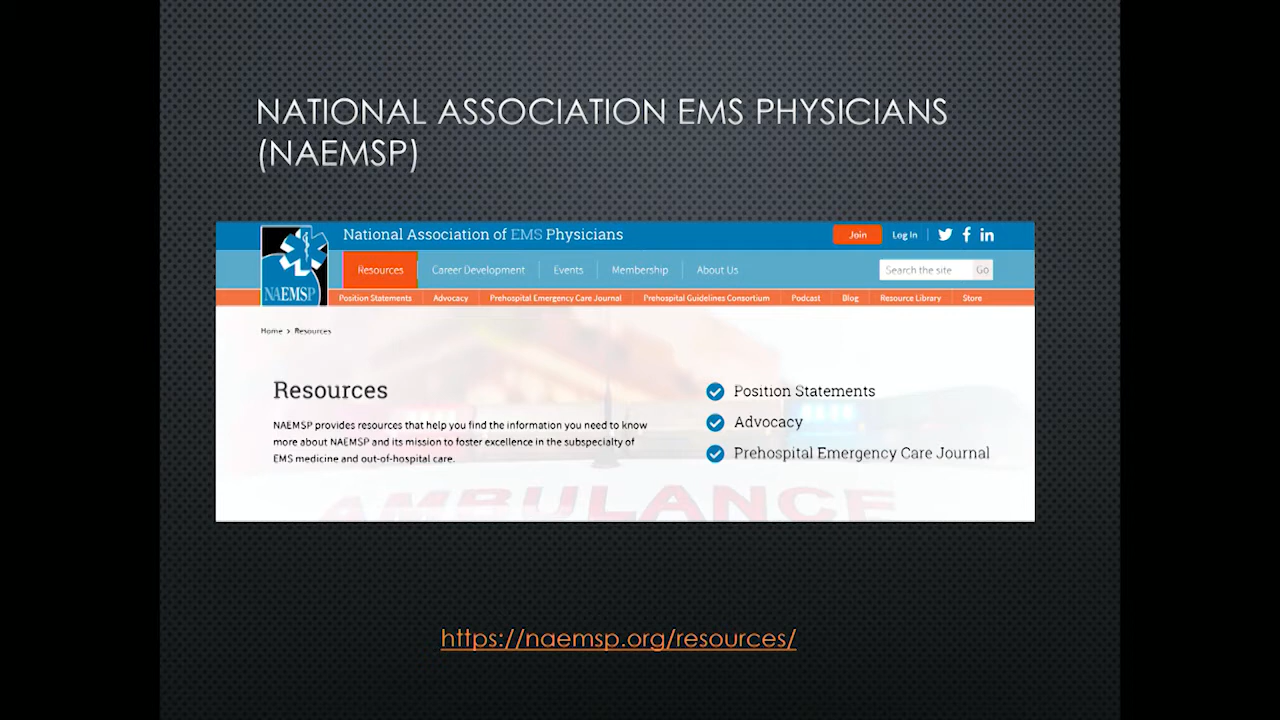 NATIONAL ASSOCIATION EMS PHYSICIANS
(NAEMSP)
National Association of EMS Physicians
Join
Log In
NAEMSP
Resources
Career Development
Events
Membership
About Us
Search the site
Go
Position Statements
Advocacy
Prehospital Emergency Care Journal
Prehospital Guidelines Consortium
Podcast
Blog
Resource Library
Store
Home > Resources
Resources
NAEMSP provides resources that help you find the information you need to know
more about NAEMSP and its mission to foster excellence in the subspecialty of
EMS medicine and out-of-hospital care.
Position Statements
Advocacy
Prehospital Emergency Care Journal
AMBULANCE
https://naemsp.org/resources/